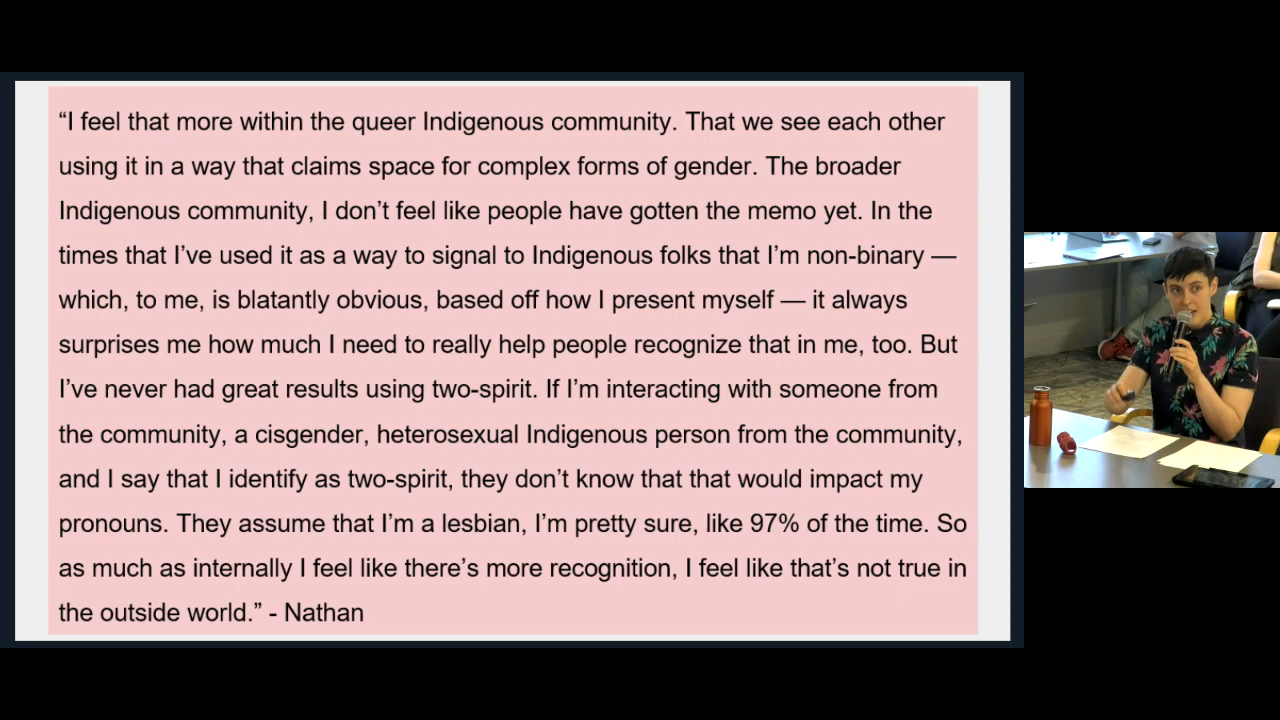 “I feel that more within the queer Indigenous community. That we see each other
using it in a way that claims space for complex forms of gender. The broader
Indigenous community, I don’t feel like people have gotten the memo yet. In the
times that I’ve used it as a way to signal to Indigenous folks that I’m non-binary —
which, to me, is blatantly obvious, based off how I present myself — it always
surprises me how much I need to really help people recognize that in me, too. But
I’ve never had great results using two-spirit. If I’m interacting with someone from
the community, a cisgender, heterosexual Indigenous person from the community,
and I say that I identify as two-spirit, they don’t know that that would impact my
pronouns. They assume that I’m a lesbian, I’m pretty sure, like 97% of the time. So
as much as internally I feel like there’s more recognition, I feel like that’s not true in
the outside world.” - Nathan